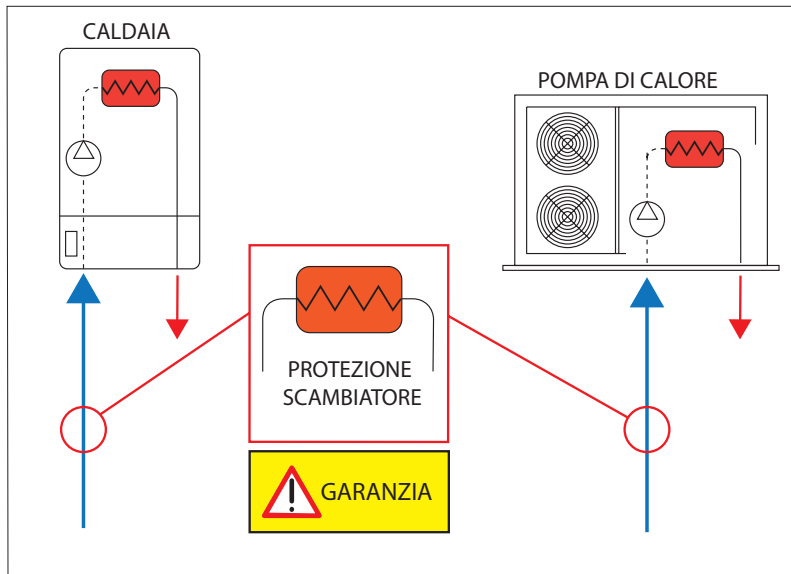 CALDAIA
POMPA DI CALORE
PROTEZIONE
SCAMBIATORE
GARANZIA